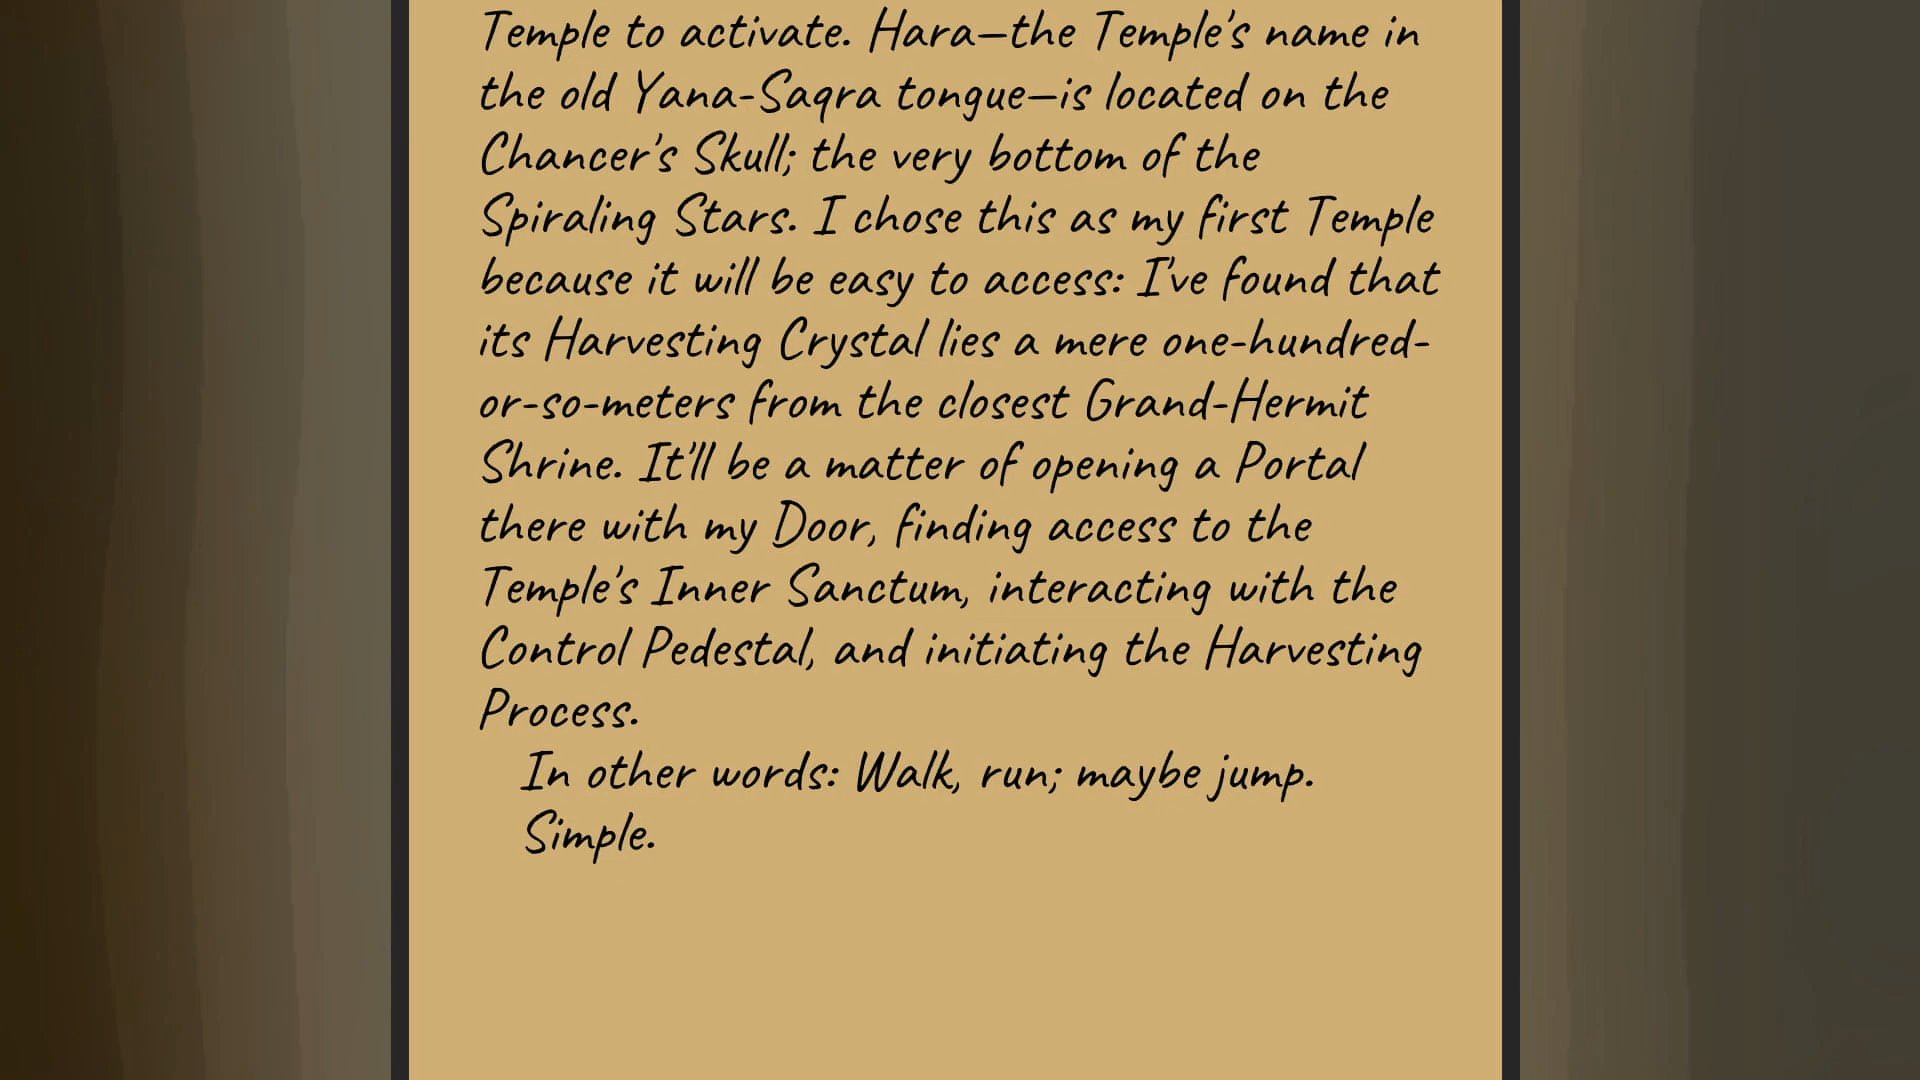 Temple to activate. Hara—the Temple's name in
the old Yana-Saqra tongue—is located on the
Chancer's Skull; the very bottom of the
Spiraling Stars. I chose this as my first Temple
because it will be easy to access: I've found that
its Harvesting Crystal lies a mere one-hundred-
or-so-meters from the closest Grand-Hermit
Shrine. It'll be a matter of opening a Portal
there with my Door, finding access to the
Temple's Inner Sanctum, interacting with the
Control Pedestal, and initiating the Harvesting
Process.
In other words: Walk, run; maybe jump.
Simple.